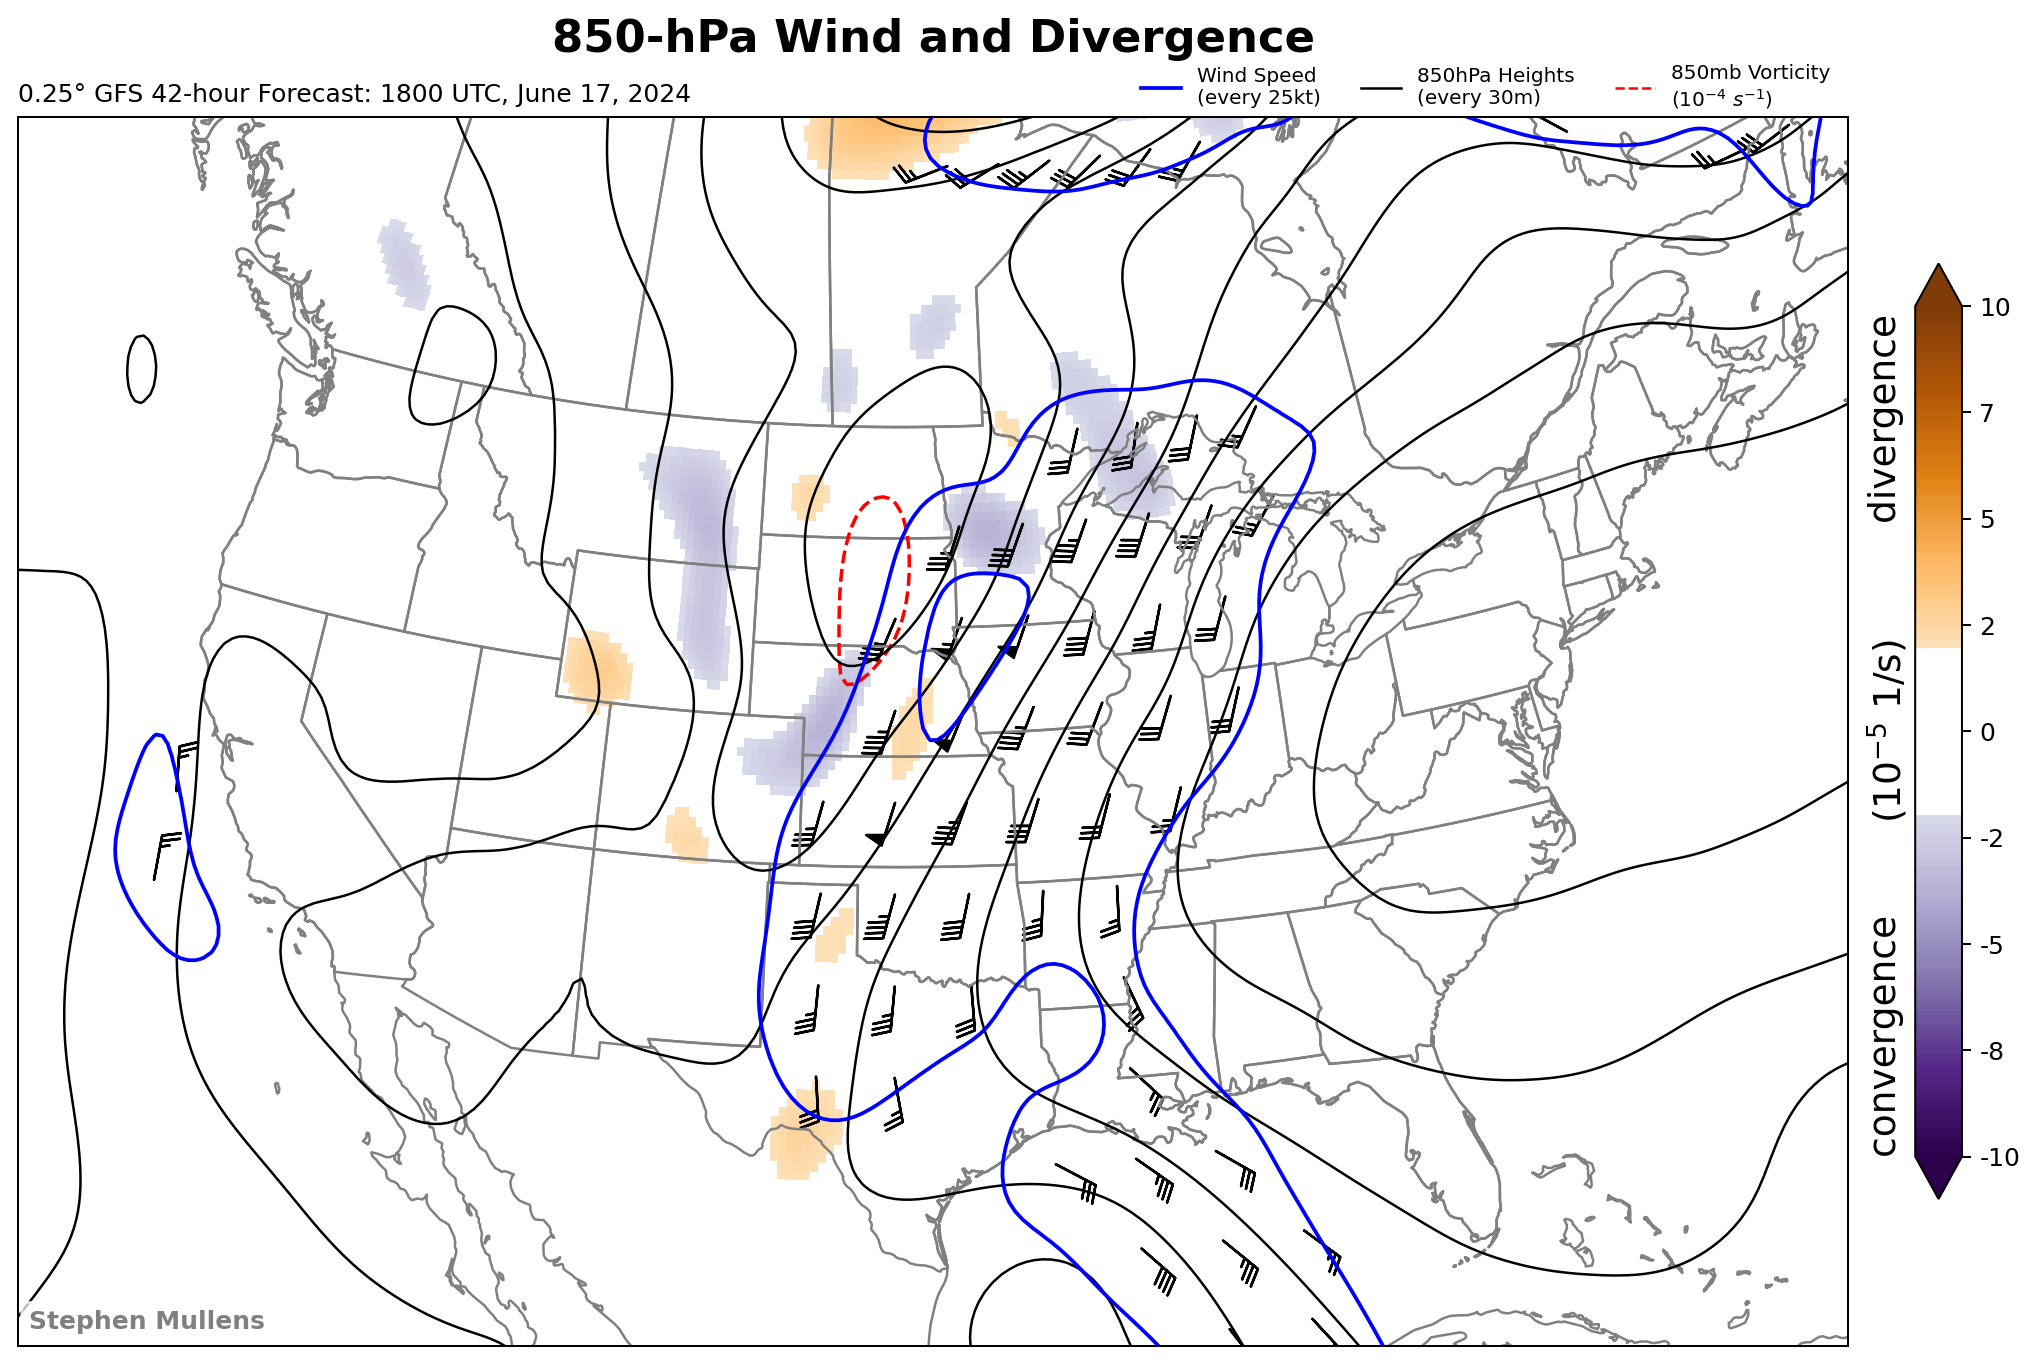 850-hPa Wind and Divergence
0.25° GFS 42-hour Forecast: 1800 UTC, June 17, 2024
Wind Speed
(every 25kt)
850hPa Heights
(every 30m)
850mb Vorticity
(10⁻⁴ s⁻¹)
convergence (10⁻⁵ 1/s) divergence
10
7
5
2
0
-2
-5
-8
-10
Stephen Mullens